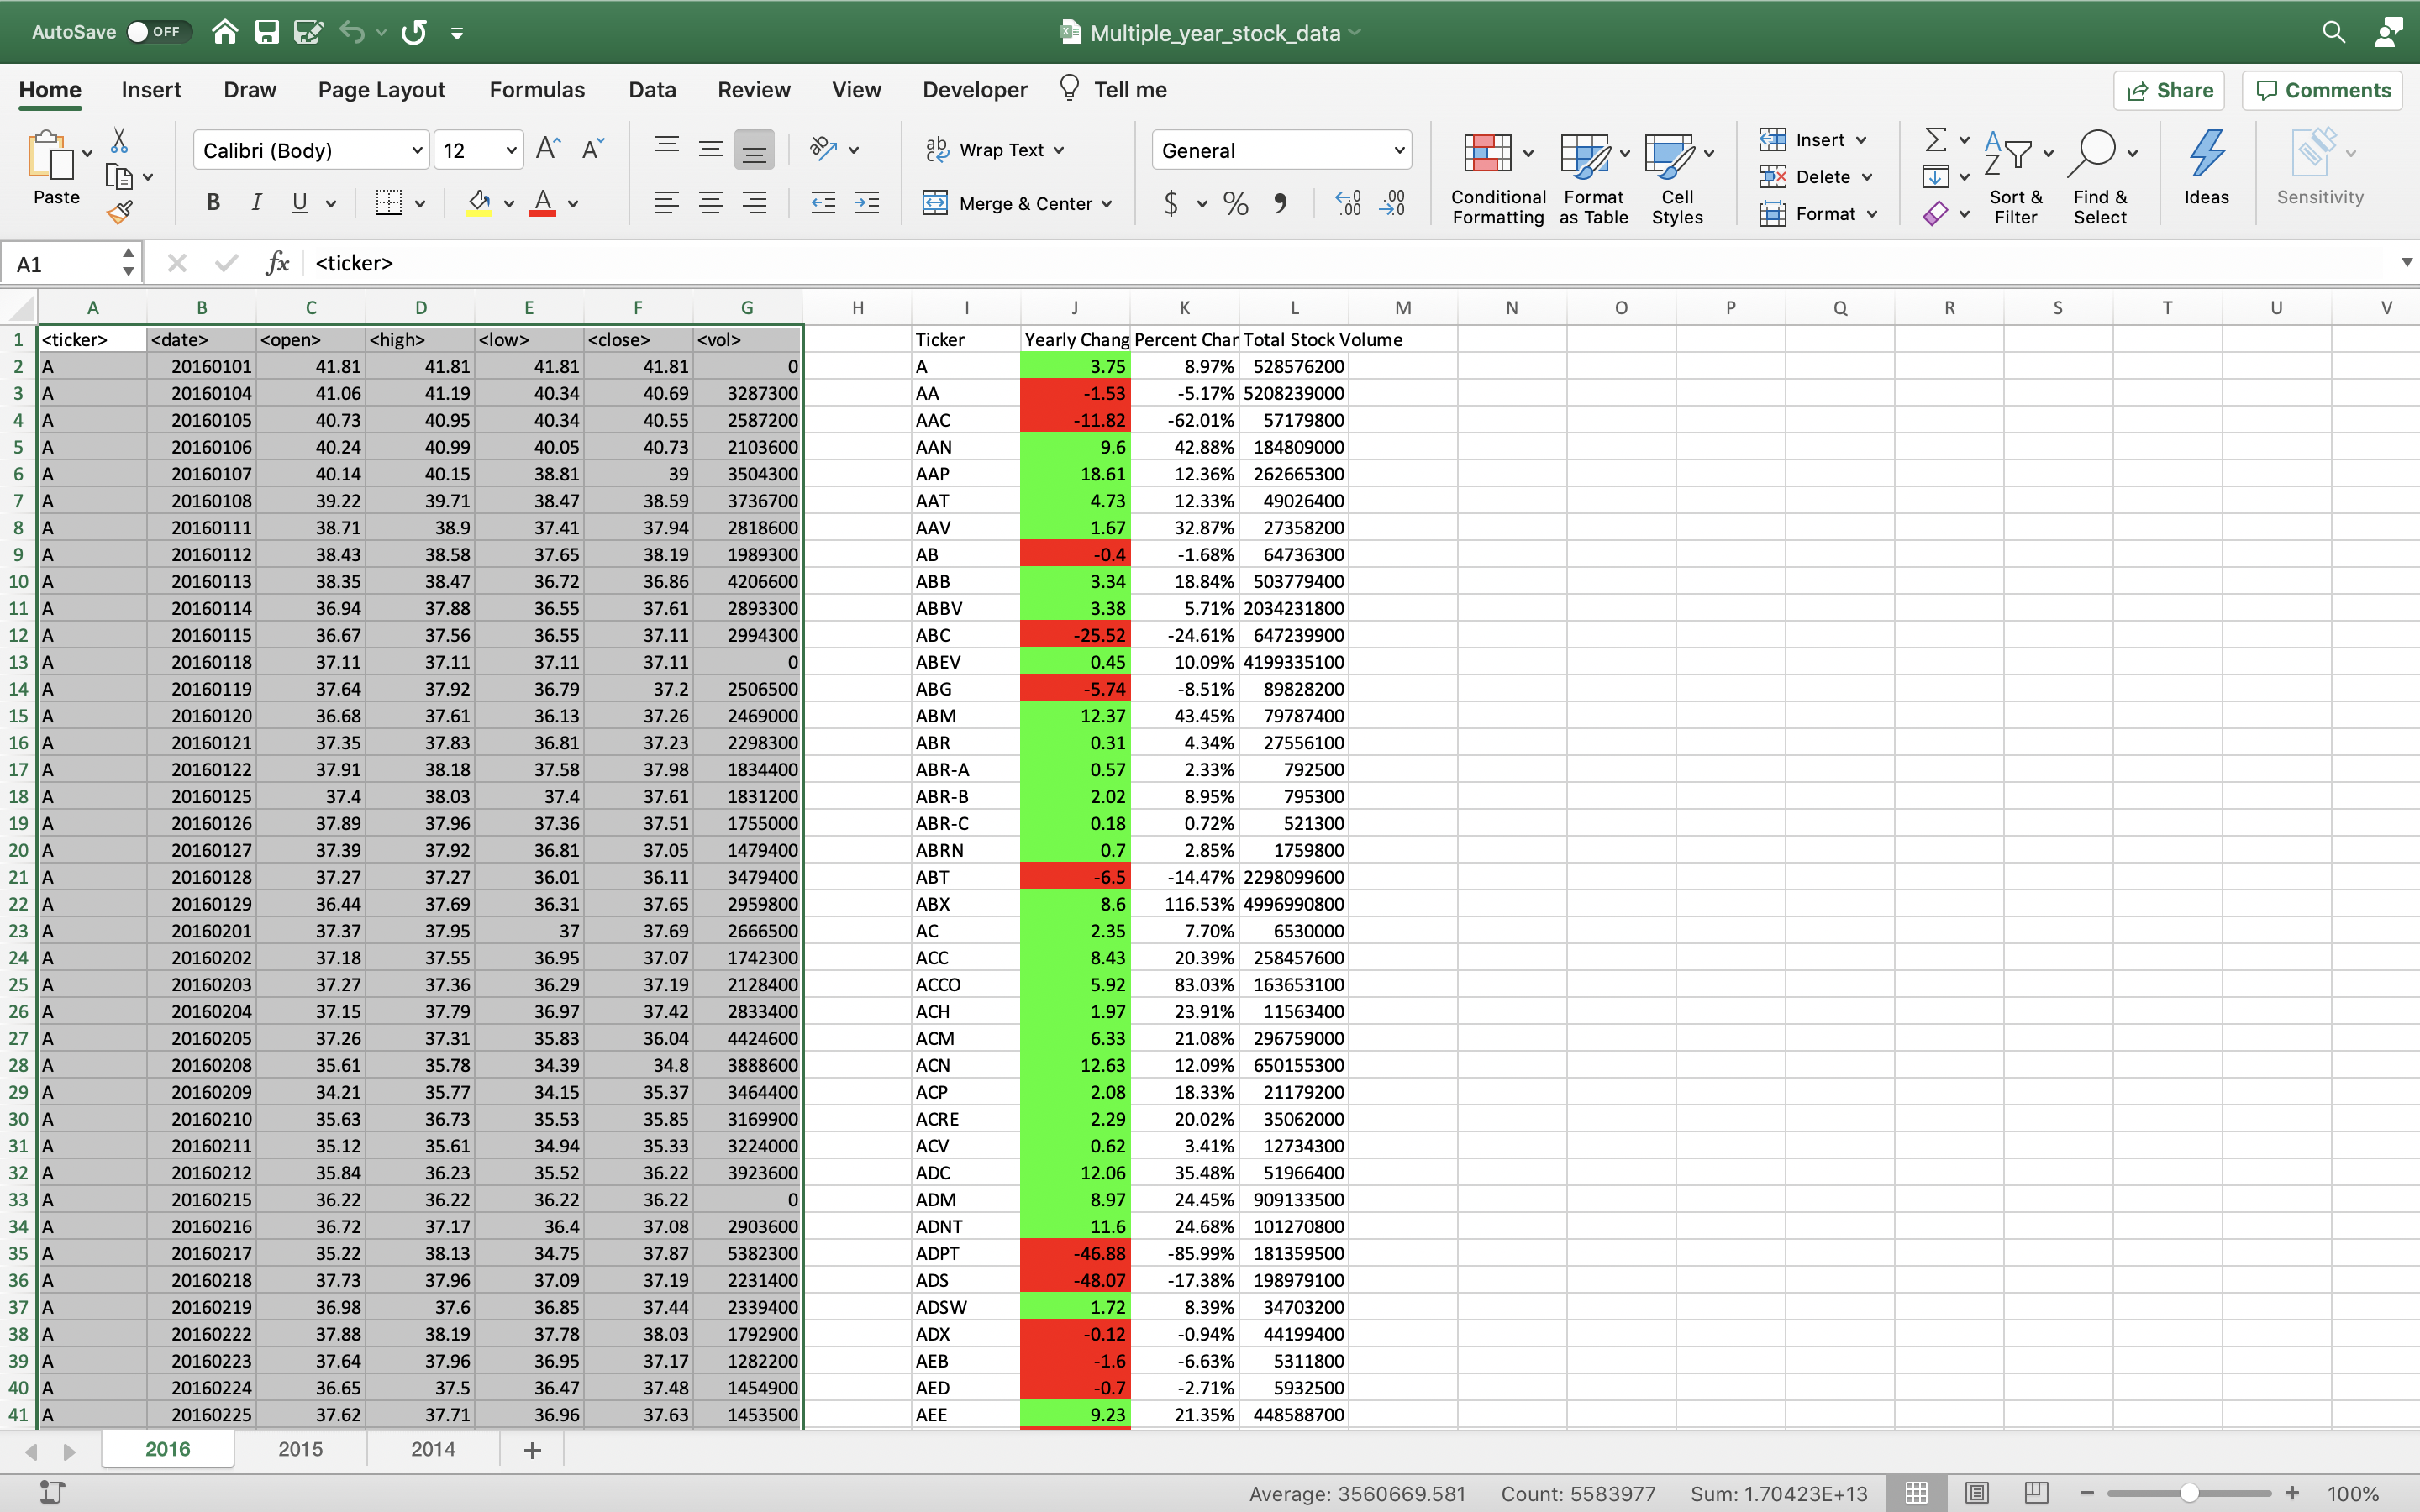 AutoSave OFF Multiple_year_stock_data
Home Insert Draw Page Layout Formulas Data Review View Developer Tell me Share Comments
Paste Calibri (Body) 12 Wrap Text General Insert
B I U Merge & Center $ % Conditional Formatting Format as Table Cell Styles Delete Format Sort & Filter Find & Select Ideas Sensitivity
A1 fx <ticker>
A B C D E F G H I J K L M N O P Q R S T U V
1 <ticker> <date> <open> <high> <low> <close> <vol> Ticker Yearly Chang Percent Char Total Stock Volume
2 A 20160101 41.81 41.81 41.81 41.81 0 A 3.75 8.97% 528576200
3 A 20160104 41.06 41.19 40.34 40.69 3287300 AA -1.53 -5.17% 5208239000
4 A 20160105 40.73 40.95 40.34 40.55 2587200 AAC -11.82 -62.01% 57179800
5 A 20160106 40.24 40.99 40.05 40.73 2103600 AAN 9.6 42.88% 184809000
6 A 20160107 40.14 40.15 38.81 39 3504300 AAP 18.61 12.36% 262665300
7 A 20160108 39.22 39.71 38.47 38.59 3736700 AAT 4.73 12.33% 49026400
8 A 20160111 38.71 38.9 37.41 37.94 2818600 AAV 1.67 32.87% 27358200
9 A 20160112 38.43 38.58 37.65 38.19 1989300 AB -0.4 -1.68% 64736300
10 A 20160113 38.35 38.47 36.72 36.86 4206600 ABB 3.34 18.84% 503779400
11 A 20160114 36.94 37.88 36.55 37.61 2893300 ABBV 3.38 5.71% 2034231800
12 A 20160115 36.67 37.56 36.55 37.11 2994300 ABC -25.52 -24.61% 647239900
13 A 20160118 37.11 37.11 37.11 37.11 0 ABEV 0.45 10.09% 4199335100
14 A 20160119 37.64 37.92 36.79 37.2 2506500 ABG -5.74 -8.51% 89828200
15 A 20160120 36.68 37.61 36.13 37.26 2469000 ABM 12.37 43.45% 79787400
16 A 20160121 37.35 37.83 36.81 37.23 2298300 ABR 0.31 4.34% 27556100
17 A 20160122 37.91 38.18 37.58 37.98 1834400 ABR-A 0.57 2.33% 792500
18 A 20160125 37.4 38.03 37.4 37.61 1831200 ABR-B 2.02 8.95% 795300
19 A 20160126 37.89 37.96 37.36 37.51 1755000 ABR-C 0.18 0.72% 521300
20 A 20160127 37.39 37.92 36.81 37.05 1479400 ABRN 0.7 2.85% 1759800
21 A 20160128 37.27 37.27 36.01 36.11 3479400 ABT -6.5 -14.47% 2298099600
22 A 20160129 36.44 37.69 36.31 37.65 2959800 ABX 8.6 116.53% 4996990800
23 A 20160201 37.37 37.95 37 37.69 2666500 AC 2.35 7.70% 6530000
24 A 20160202 37.18 37.55 36.95 37.07 1742300 ACC 8.43 20.39% 258457600
25 A 20160203 37.27 37.36 36.29 37.19 2128400 ACCO 5.92 83.03% 163653100
26 A 20160204 37.15 37.79 36.97 37.42 2833400 ACH 1.97 23.91% 11563400
27 A 20160205 37.26 37.31 35.83 36.04 4424600 ACM 6.33 21.08% 296759000
28 A 20160208 35.61 35.78 34.39 34.8 3888600 ACN 12.63 12.09% 650155300
29 A 20160209 34.21 35.77 34.15 35.37 3464400 ACP 2.08 18.33% 21179200
30 A 20160210 35.63 36.73 35.53 35.85 3169900 ACRE 2.29 20.02% 35062000
31 A 20160211 35.12 35.61 34.94 35.33 3224000 ACV 0.62 3.41% 12734300
32 A 20160212 35.84 36.23 35.52 36.22 3923600 ADC 12.06 35.48% 51966400
33 A 20160215 36.22 36.22 36.22 36.22 0 ADM 8.97 24.45% 909133500
34 A 20160216 36.72 37.17 36.4 37.08 2903600 ADNT 11.6 24.68% 101270800
35 A 20160217 35.22 38.13 34.75 37.87 5382300 ADPT -46.88 -85.99% 181359500
36 A 20160218 37.73 37.96 37.09 37.19 2231400 ADS -48.07 -17.38% 198979100
37 A 20160219 36.98 37.6 36.85 37.44 2339400 ADSW 1.72 8.39% 34703200
38 A 20160222 37.88 38.19 37.78 38.03 1792900 ADX -0.12 -0.94% 44199400
39 A 20160223 37.64 37.96 36.95 37.17 1282200 AEB -1.6 -6.63% 5311800
40 A 20160224 36.65 37.5 36.47 37.48 1454900 AED -0.7 -2.71% 5932500
41 A 20160225 37.62 37.71 36.96 37.63 1453500 AEE 9.23 21.35% 448588700
2016 2015 2014 +
Average: 3560669.581 Count: 5583977 Sum: 1.70423E+13 100%